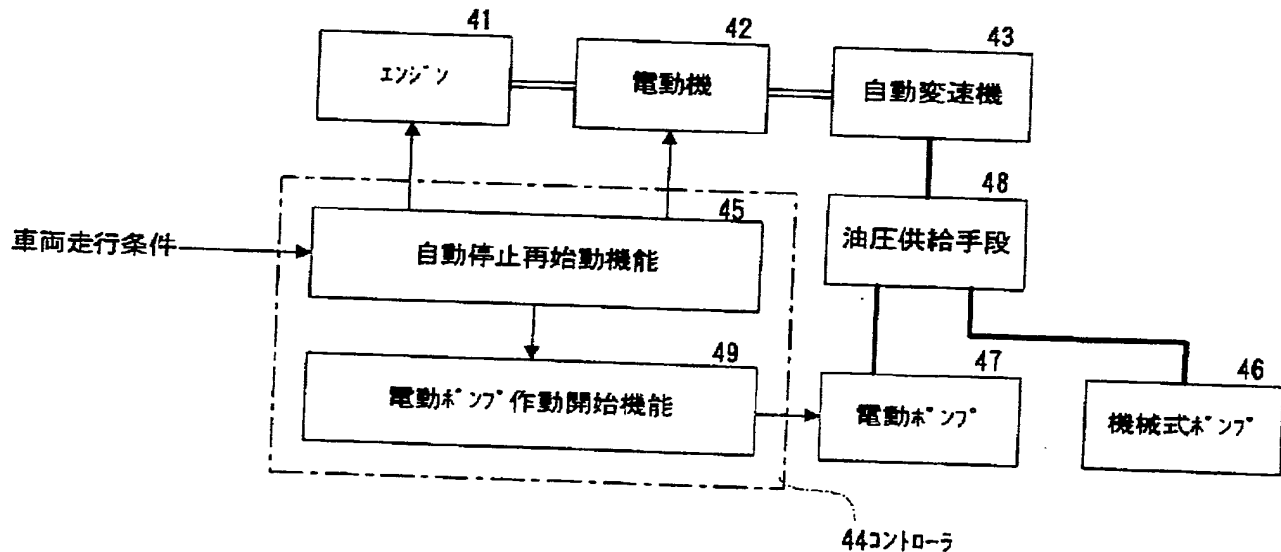 41
エンジン
42
電動機
43
自動変速機
車両走行条件
45
自動停止再始動機能
48
油圧供給手段
49
電動ポンプ作動開始機能
47
電動ポンプ
46
機械式ポンプ
44コントローラ